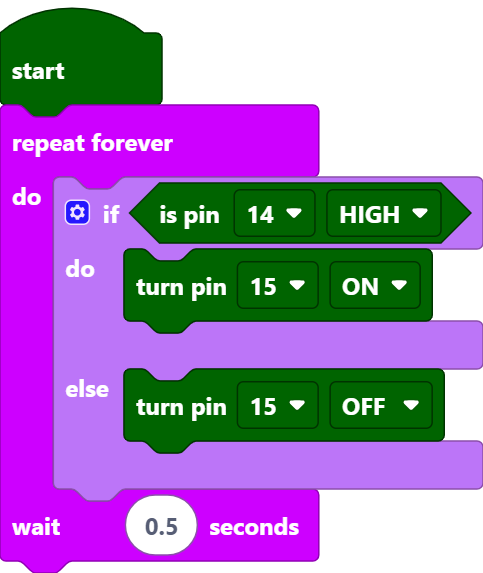 start
repeat forever
do
if is pin 14 HIGH
do
turn pin 15 ON
else
turn pin 15 OFF
wait 0.5 seconds